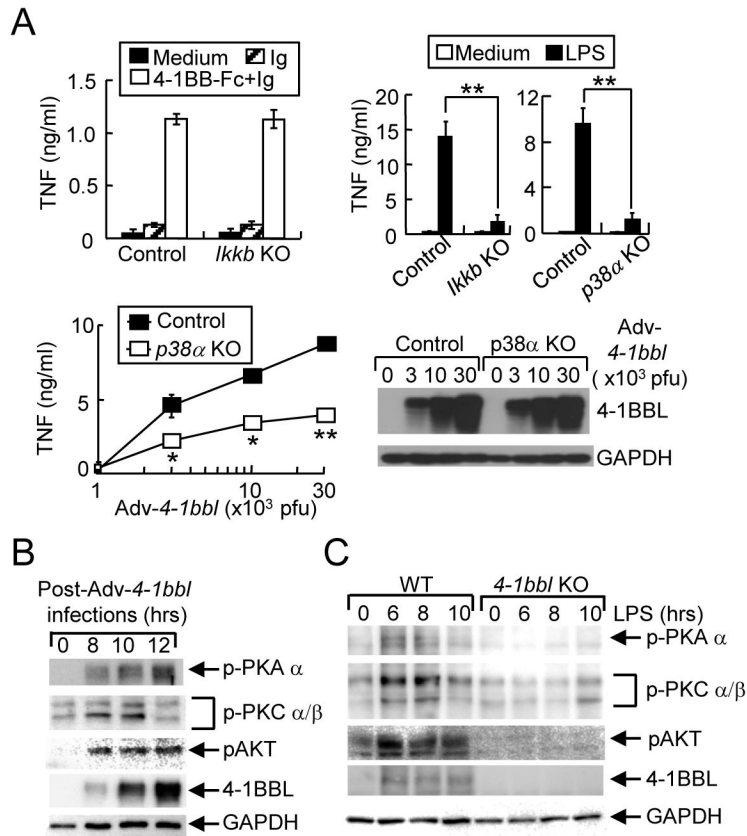 A
Medium Ig
4-1BB-Fc+Ig
TNF (ng/ml)
1.5
1.0
0.5
0
Control Ikkb KO
Medium LPS
TNF (ng/ml)
20
15
10
5
0
**
Control
Ikkb KO
12
8
4
0
**
Control
p38α KO
Control
p38α KO
TNF (ng/ml)
10
5
0
* * **
1 10 30
Adv-4-1bbl (x10³ pfu)
Control p38α KO Adv-
4-1bbl
0 3 10 30 0 3 10 30 ( x10³ pfu)
4-1BBL
GAPDH
B
Post-Adv-4-1bbl
infections (hrs)
0 8 10 12
p-PKA α
p-PKC α/β
pAKT
4-1BBL
GAPDH
C
WT 4-1bbl KO
0 6 8 10 0 6 8 10 LPS (hrs)
p-PKA α
p-PKC α/β
pAKT
4-1BBL
GAPDH